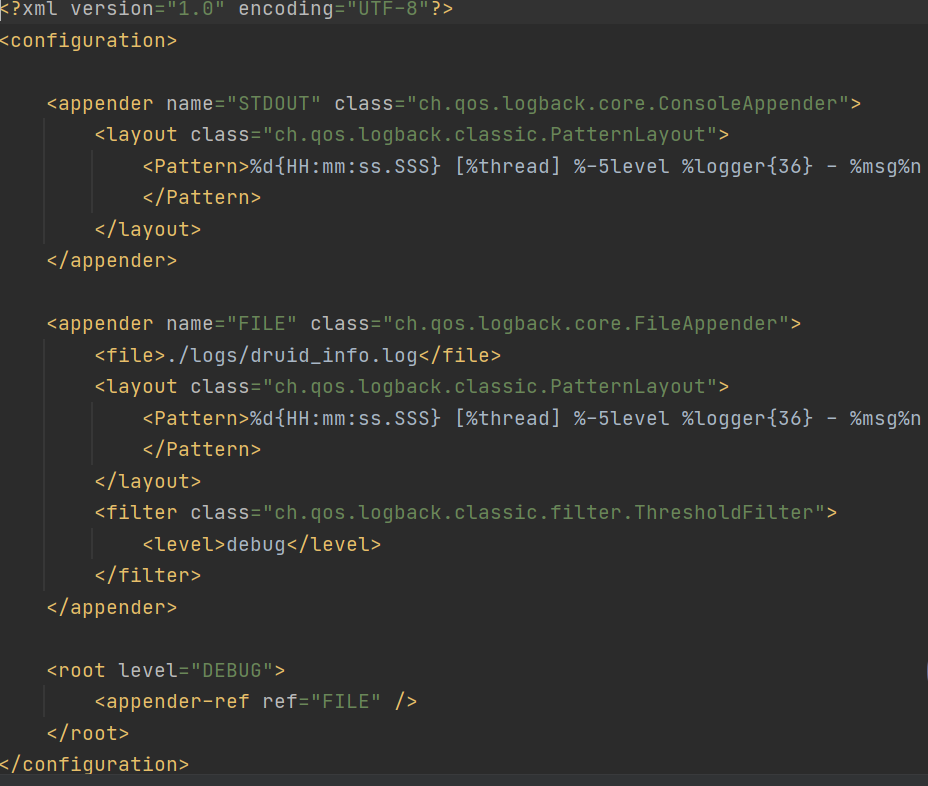 <?xml version="1.0" encoding="UTF-8"?>
<configuration>
<appender name="STDOUT" class="ch.qos.logback.core.ConsoleAppender">
<layout class="ch.qos.logback.classic.PatternLayout">
<Pattern>%d{HH:mm:ss.SSS} [%thread] %-5level %logger{36} - %msg%n
</Pattern>
</layout>
</appender>
<appender name="FILE" class="ch.qos.logback.core.FileAppender">
<file>./logs/druid_info.log</file>
<layout class="ch.qos.logback.classic.PatternLayout">
<Pattern>%d{HH:mm:ss.SSS} [%thread] %-5level %logger{36} - %msg%n
</Pattern>
</layout>
<filter class="ch.qos.logback.classic.filter.ThresholdFilter">
<level>debug</level>
</filter>
</appender>
<root level="DEBUG">
<appender-ref ref="FILE" />
</root>
</configuration>